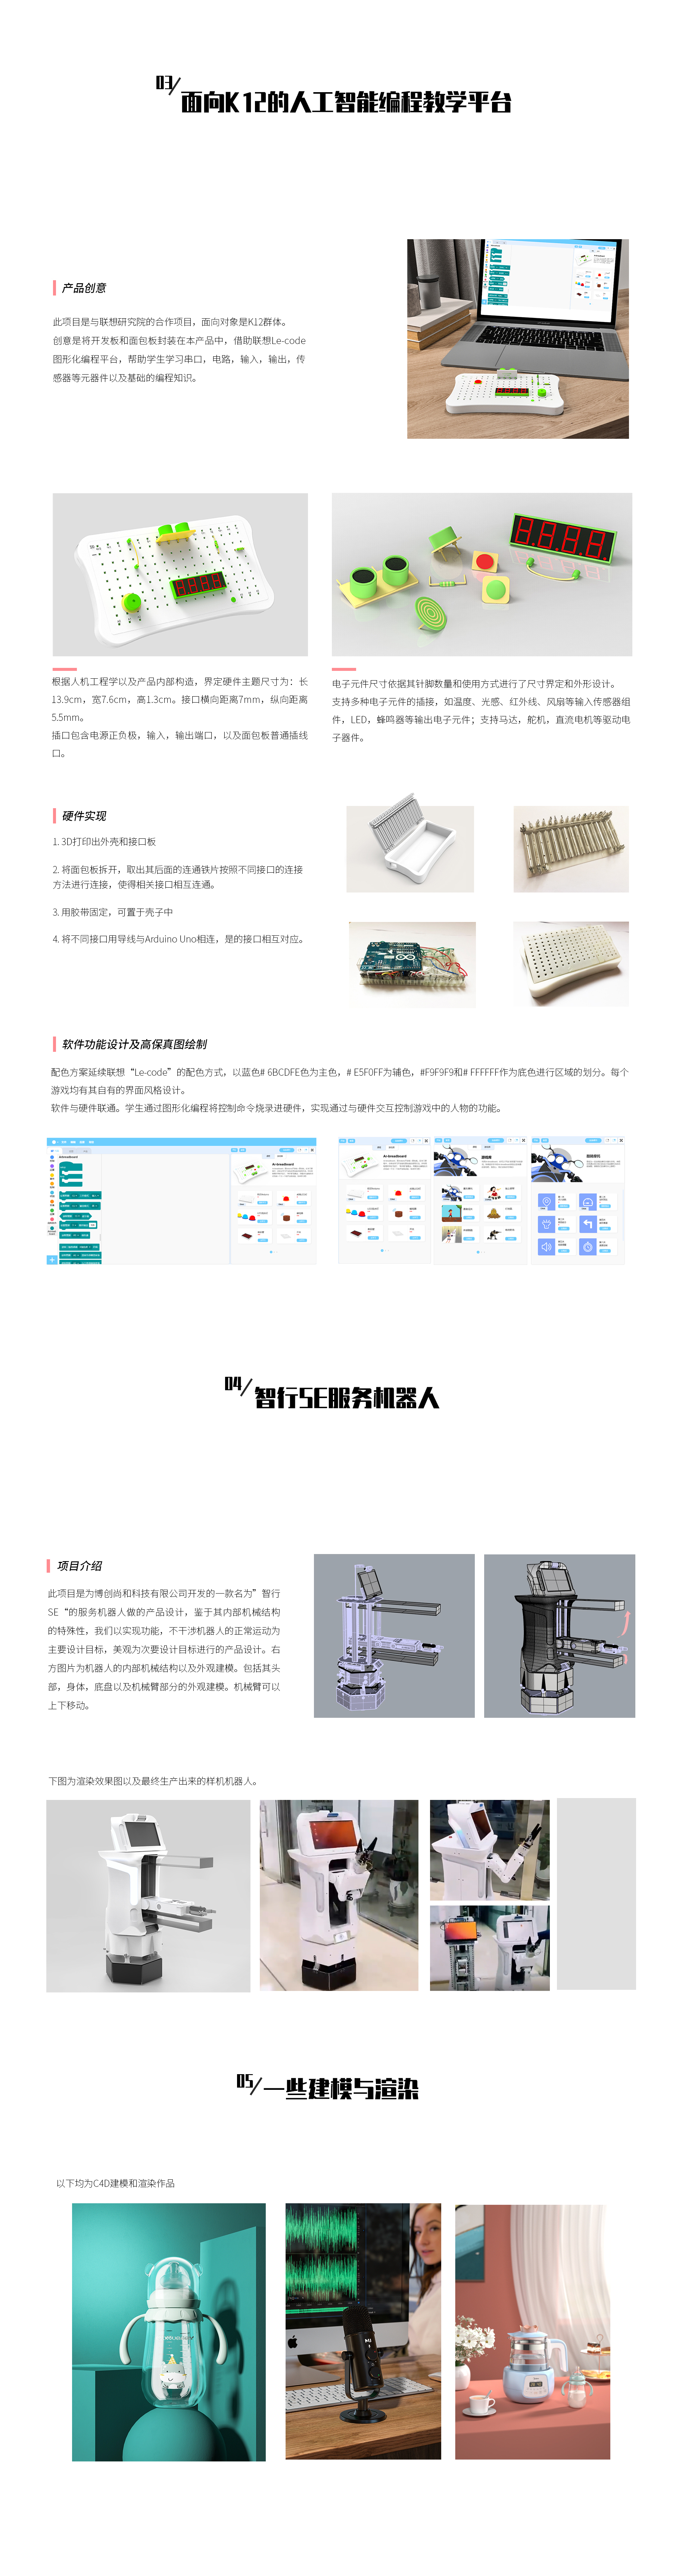 03/
面向K12的人工智能编程教学平台
产品创意
此项目是与联想研究院的合作项目，面向对象是K12群体。
创意是将开发板和面包板封装在本产品中，借助联想Le-code
图形化编程平台，帮助学生学习串口，电路，输入，输出，传
感器等元器件以及基础的编程知识。
根据人机工程学以及产品内部构造，界定硬件主题尺寸为：长
13.9cm，宽7.6cm，高1.3cm。接口横向距离7mm，纵向距离
5.5mm。
插口包含电源正负极，输入，输出端口，以及面包板普通插线
口。
电子元件尺寸依据其针脚数量和使用方式进行了尺寸界定和外形设计。
支持多种电子元件的插接，如温度、光感、红外线、风扇等输入传感器组
件，LED，蜂鸣器等输出电子元件；支持马达，舵机，直流电机等驱动电
子器件。
硬件实现
1. 3D打印出外壳和接口板
2. 将面包板拆开，取出其后面的连通铁片按照不同接口的连接
方法进行连接，使得相关接口相互连通。
3. 用胶带固定，可置于壳子中
4. 将不同接口用导线与Arduino Uno相连，是的接口相互对应。
软件功能设计及高保真图绘制
配色方案延续联想“Le-code”的配色方式，以蓝色# 6BCDFE色为主色，# E5F0FF为辅色，#F9F9F9和# FFFFFF作为底色进行区域的划分。每个
游戏均有其自有的界面风格设计。
软件与硬件联通。学生通过图形化编程将控制命令烧录进硬件，实现通过与硬件交互控制游戏中的人物的功能。
04/
智行SE服务机器人
项目介绍
此项目是为博创尚和科技有限公司开发的一款名为”智行
SE“的服务机器人做的产品设计，鉴于其内部机械结构
的特殊性，我们以实现功能，不干涉机器人的正常运动为
主要设计目标，美观为次要设计目标进行的产品设计。右
方图片为机器人的内部机械结构以及外观建模。包括其头
部，身体，底盘以及机械臂部分的外观建模。机械臂可以
上下移动。
下图为渲染效果图以及最终生产出来的样机机器人。
05/
一些建模与渲染
以下均为C4D建模和渲染作品